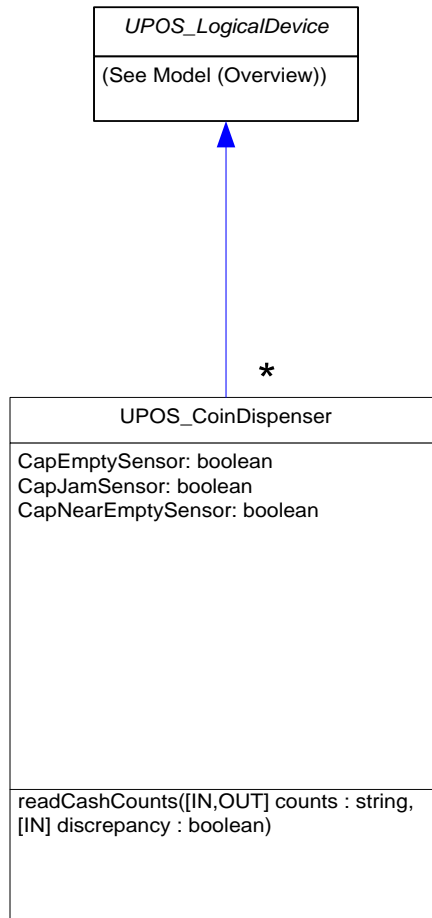 UPOS_LogicalDevice
(See Model (Overview))
*
UPOS_CoinDispenser
CapEmptySensor: boolean
CapJamSensor: boolean
CapNearEmptySensor: boolean
readCashCounts([IN,OUT] counts : string,
[IN] discrepancy : boolean)